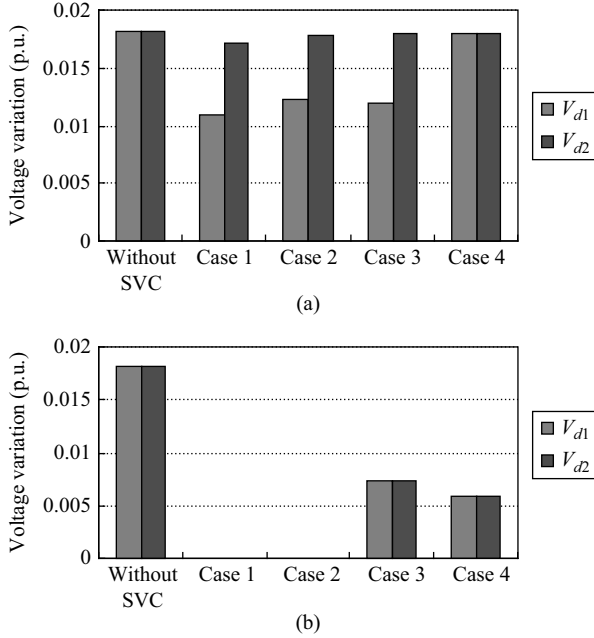 Voltage variation (p.u.)
0.02
0.015
0.01
0.005
0
Without SVC
Case 1
Case 2
Case 3
Case 4
Vd1
Vd2
(a)
Voltage variation (p.u.)
0.02
0.015
0.01
0.005
0
Without SVC
Case 1
Case 2
Case 3
Case 4
Vd1
Vd2
(b)